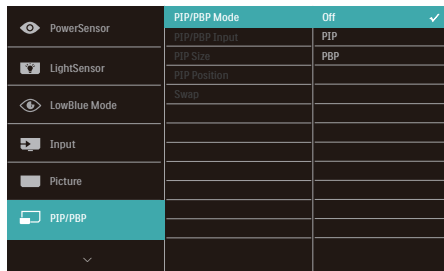 PowerSensor
LightSensor
LowBlue Mode
Input
Picture
PIP/PBP
PIP/PBP Mode
PIP/PBP Input
PIP Size
PIP Position
Swap
Off
PIP
PBP